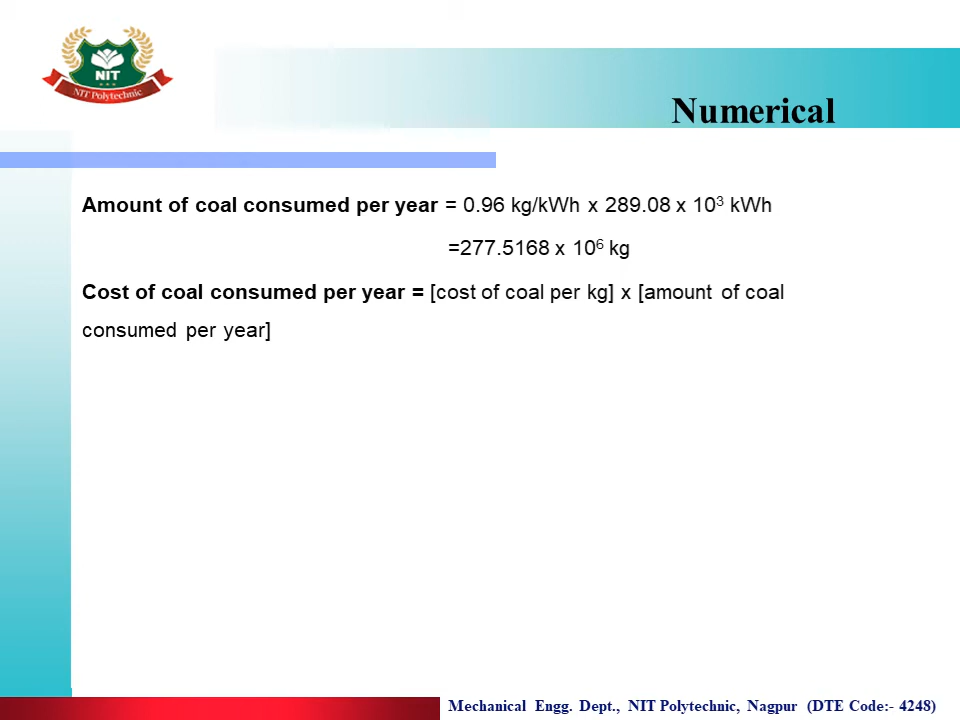 NIT
NIT Polytechnic
Numerical
Amount of coal consumed per year = 0.96 kg/kWh x 289.08 x 10³ kWh
=277.5168 x 10⁶ kg
Cost of coal consumed per year = [cost of coal per kg] x [amount of coal
consumed per year]
Mechanical Engg. Dept., NIT Polytechnic, Nagpur (DTE Code:- 4248)